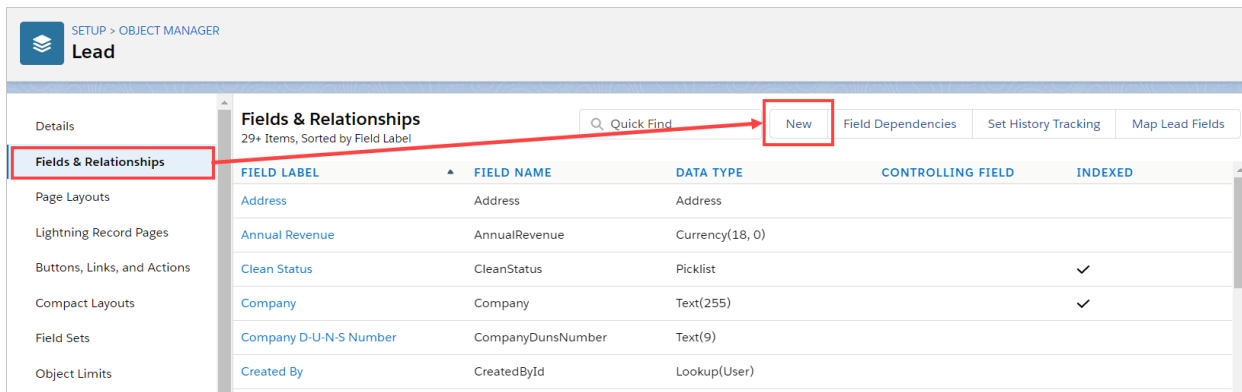 SETUP > OBJECT MANAGER
Lead
Details
Fields & Relationships
Page Layouts
Lightning Record Pages
Buttons, Links, and Actions
Compact Layouts
Field Sets
Object Limits
Fields & Relationships
29+ Items, Sorted by Field Label
Quick Find
New
Field Dependencies
Set History Tracking
Map Lead Fields
FIELD LABEL FIELD NAME DATA TYPE CONTROLLING FIELD INDEXED
Address Address Address
Annual Revenue AnnualRevenue Currency(18, 0)
Clean Status CleanStatus Picklist
Company Company Text(255)
Company D-U-N-S Number CompanyDunsNumber Text(9)
Created By CreatedById Lookup(User)